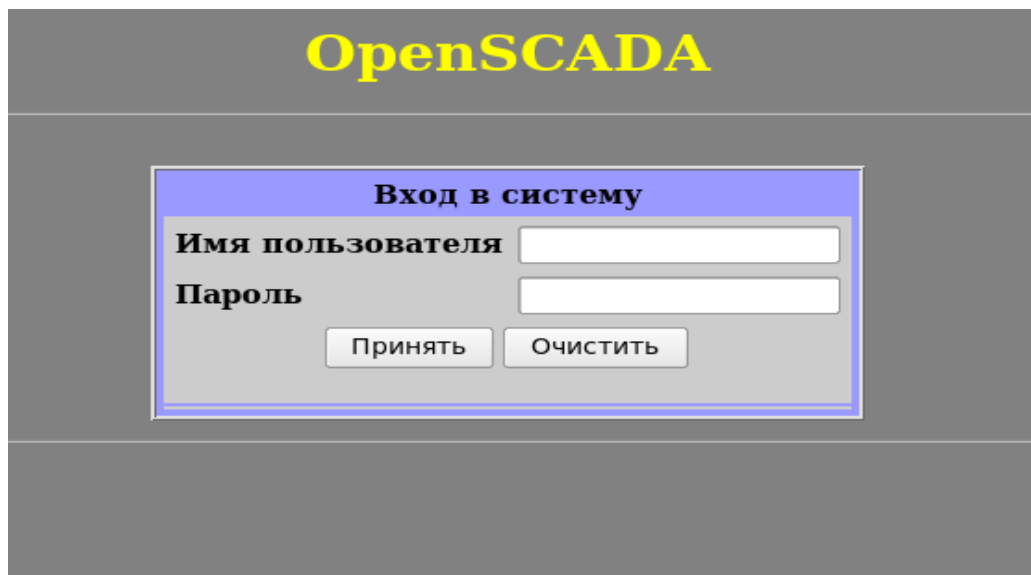 OpenSCADA
Вход в систему
Имя пользователя
Пароль
Принять Очистить